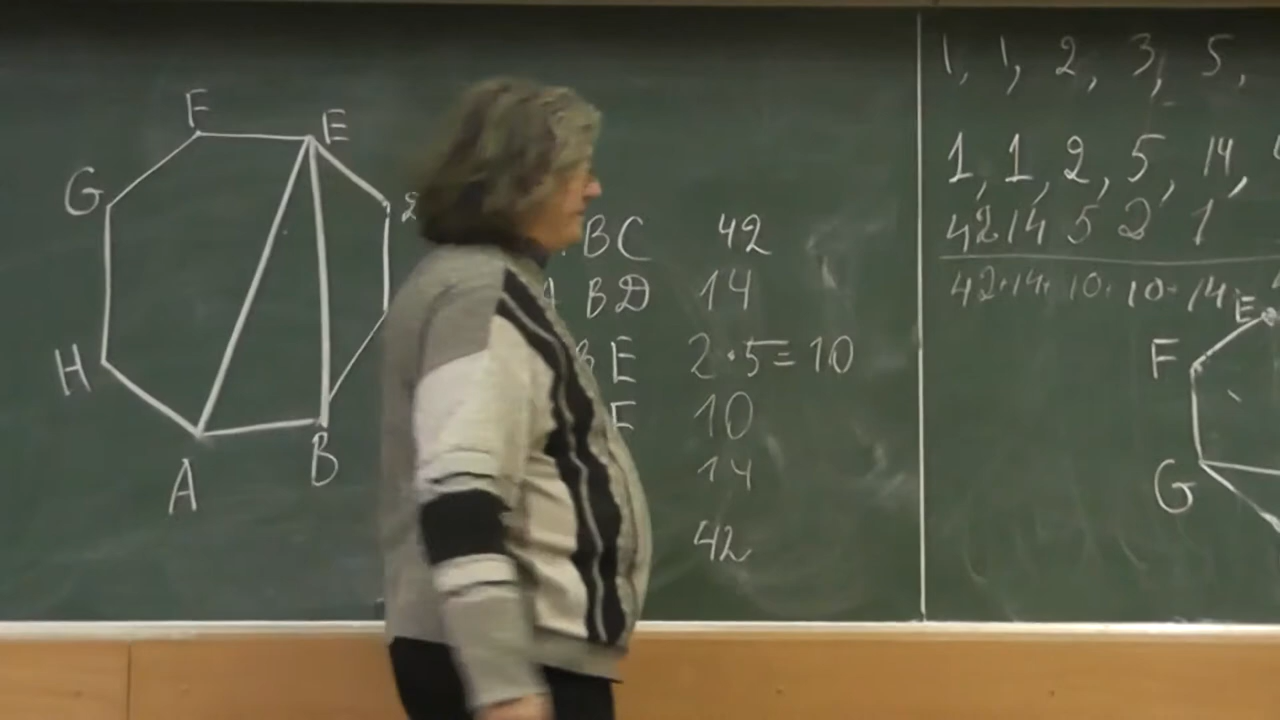 F
E
G
H
A
B
BC 42
BD 14
BE 2·5=10
E 10
14
42
1, 1, 2, 3, 5,
1, 1, 2, 5, 14,
42 14 5 2 1
42+14+10+10+14
E
F
G